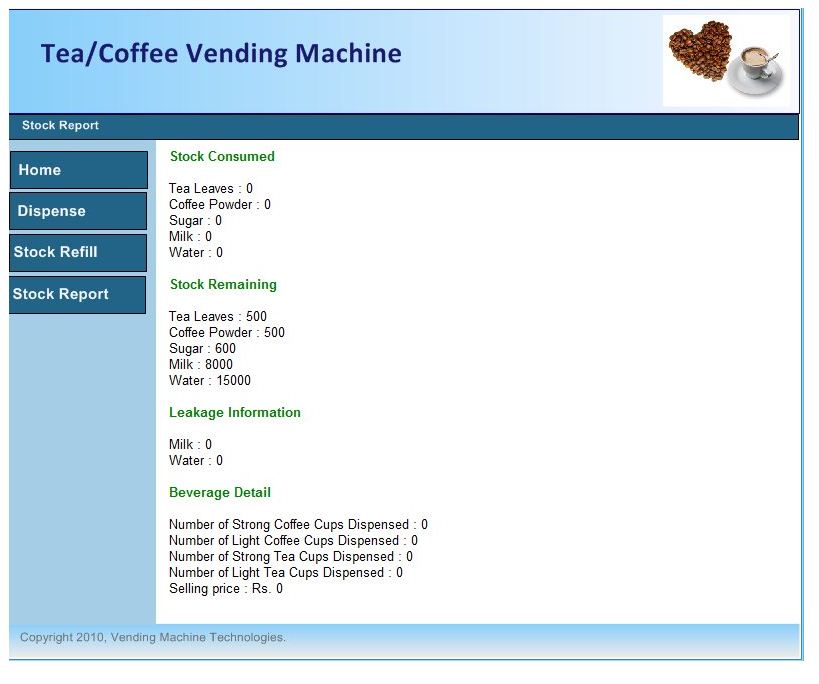 Tea/Coffee Vending Machine
Stock Report
Home
Dispense
Stock Refill
Stock Report
Stock Consumed
Tea Leaves : 0
Coffee Powder : 0
Sugar : 0
Milk : 0
Water : 0
Stock Remaining
Tea Leaves : 500
Coffee Powder : 500
Sugar : 600
Milk : 8000
Water : 15000
Leakage Information
Milk : 0
Water : 0
Beverage Detail
Number of Strong Coffee Cups Dispensed : 0
Number of Light Coffee Cups Dispensed : 0
Number of Strong Tea Cups Dispensed : 0
Number of Light Tea Cups Dispensed : 0
Selling price : Rs. 0
Copyright 2010, Vending Machine Technologies.